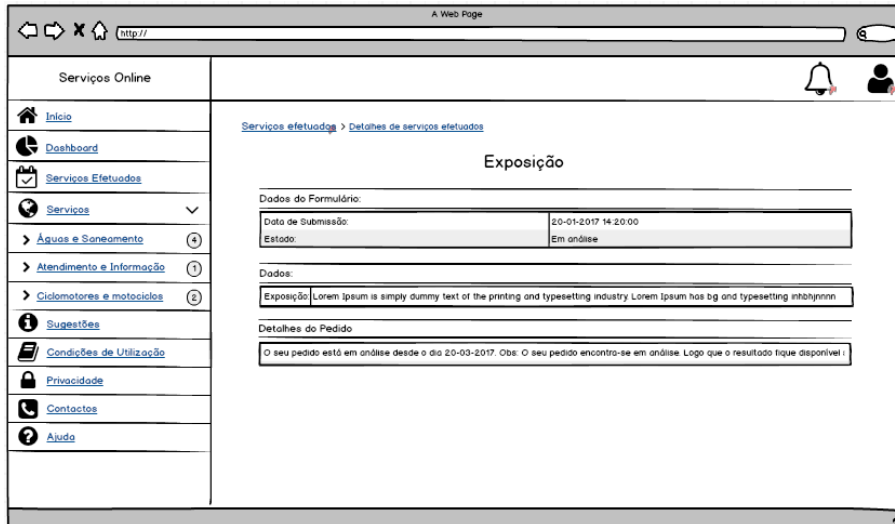 A Web Page
http://
Serviços Online
Início
Dashboard
Serviços Efetuados
Serviços
Águas e Saneamento 4
Atendimento e Informação 1
Ciclomotores e motociclos 2
Sugestões
Condições de Utilização
Privacidade
Contactos
Ajuda
Serviços efetuados > Detalhes de serviços efetuados
Exposição
Dados do Formulário:
Data de Submissão: 20-01-2017 14:20:00
Estado: Em análise
Dados:
Exposição: Lorem Ipsum is simply dummy text of the printing and typesetting industry. Lorem Ipsum has bg and typesetting inhbhjnnnn
Detalhes do Pedido
O seu pedido está em análise desde o dia 20-03-2017. Obs: O seu pedido encontra-se em análise. Logo que o resultado fique disponível